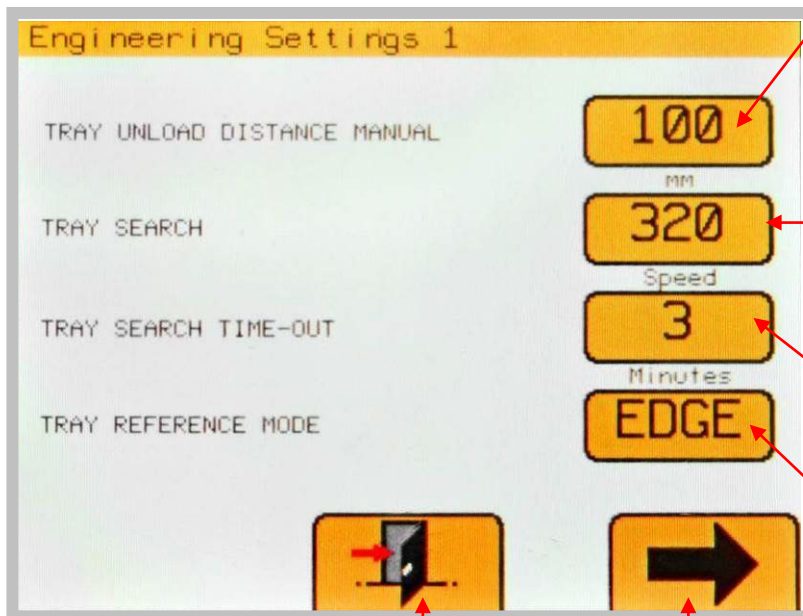 Engineering Settings 1
TRAY UNLOAD DISTANCE MANUAL
100
MM
TRAY SEARCH
320
Speed
TRAY SEARCH TIME-OUT
3
Minutes
TRAY REFERENCE MODE
EDGE